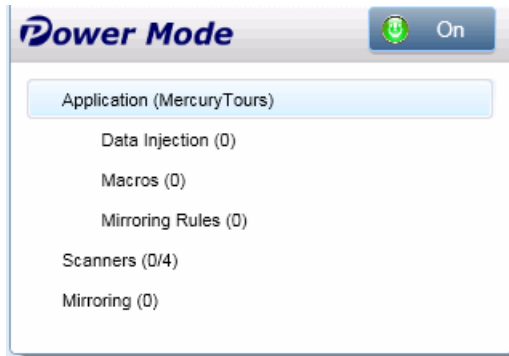 Power Mode
On
Application (MercuryTours)
Data Injection (0)
Macros (0)
Mirroring Rules (0)
Scanners (0/4)
Mirroring (0)